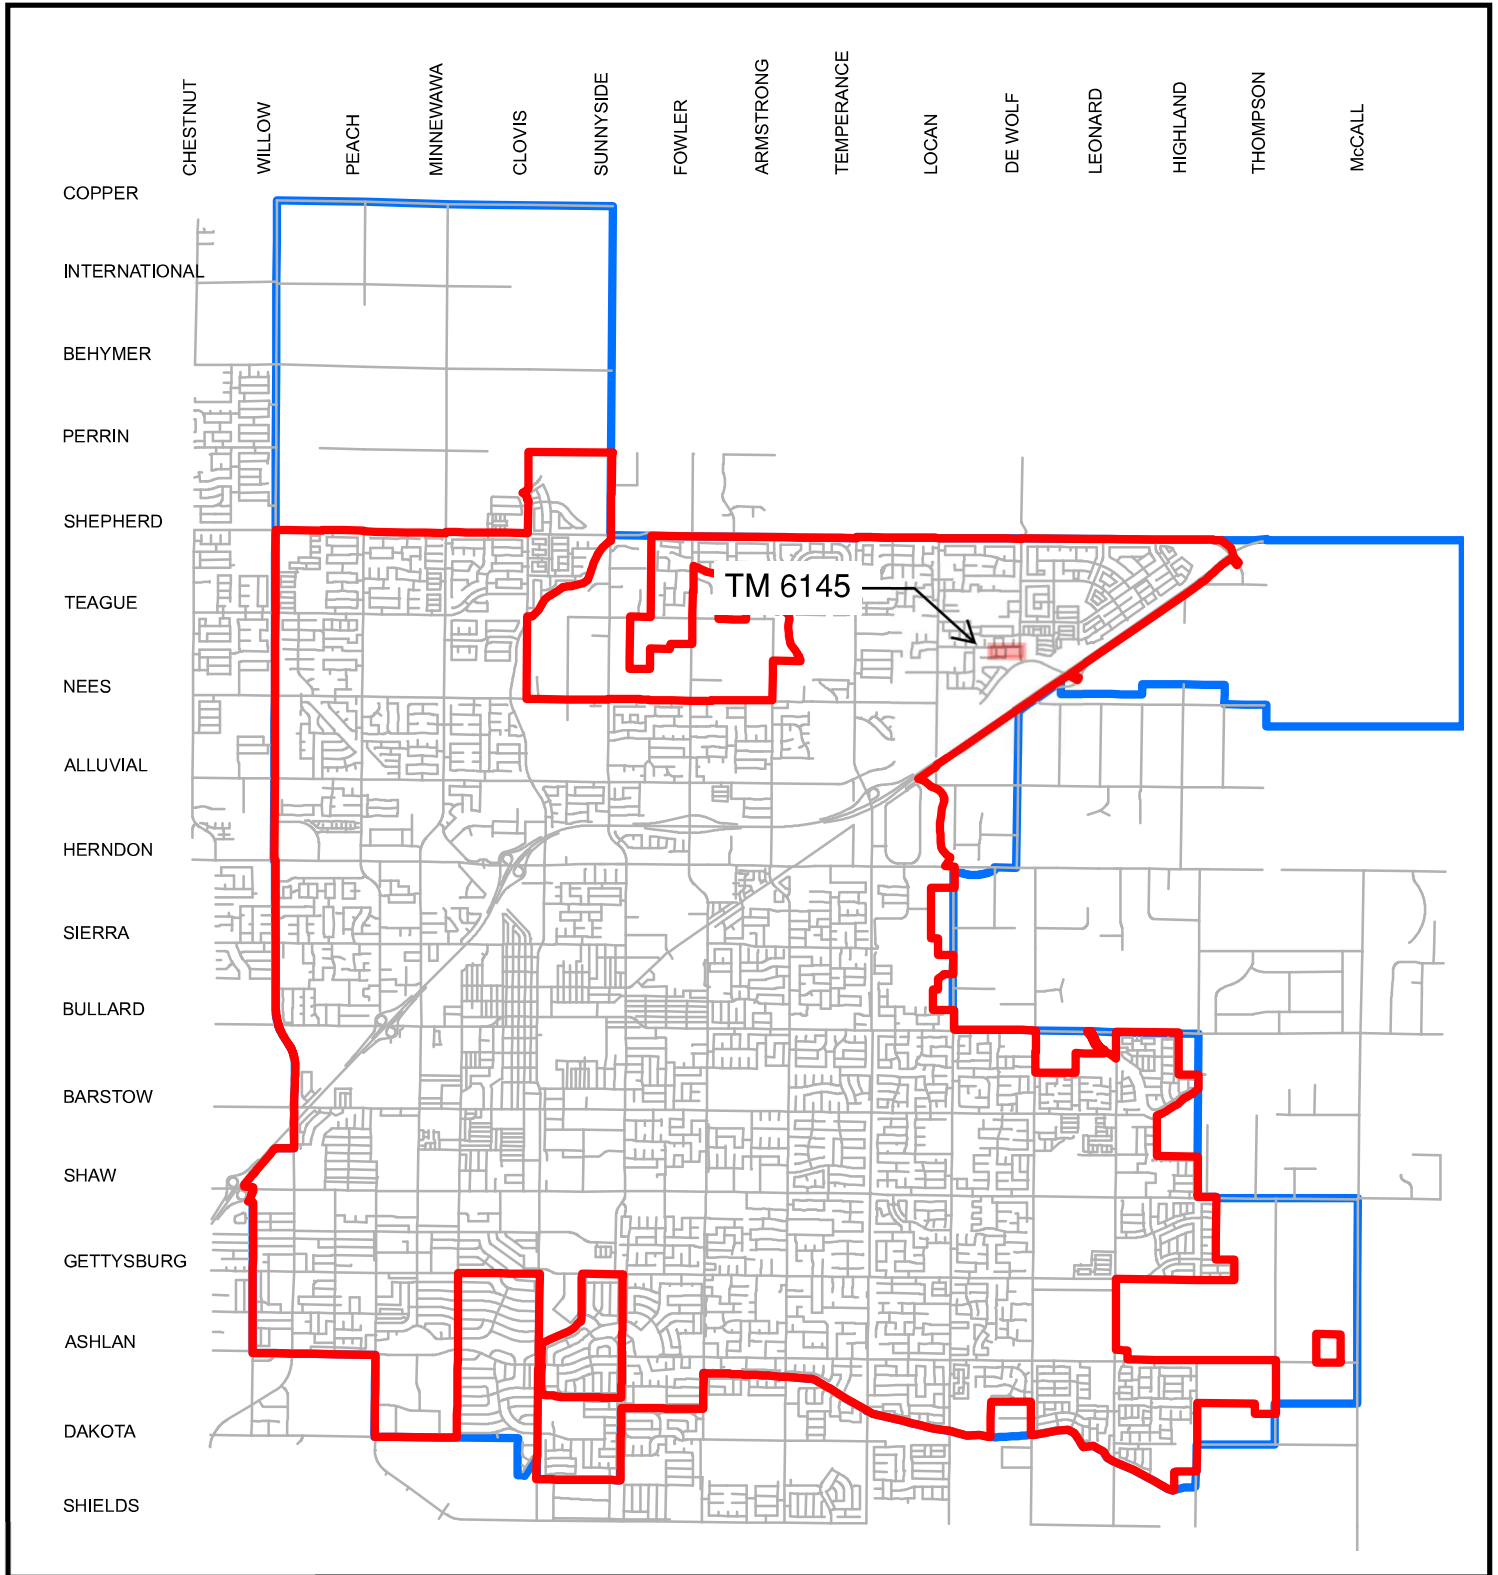 CHESTNUT
WILLOW
PEACH
MINNEWAWA
CLOVIS
SUNNYSIDE
FOWLER
ARMSTRONG
TEMPERANCE
LOCAN
DE WOLF
LEONARD
HIGHLAND
THOMPSON
McCALL
COPPER
INTERNATIONAL
BEHYMER
PERRIN
SHEPHERD
TEAGUE
TM 6145
NEES
ALLUVIAL
HERNDON
SIERRA
BULLARD
BARSTOW
SHAW
GETTYSBURG
ASHLAN
DAKOTA
SHIELDS